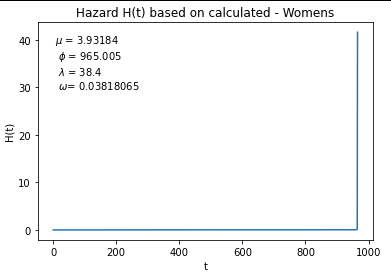 Hazard H(t) based on calculated - Womens
μ = 3.93184
ϕ = 965.005
λ = 38.4
ω= 0.03818065
H(t)
40
30
20
10
0
0 200 400 600 800 1000
t